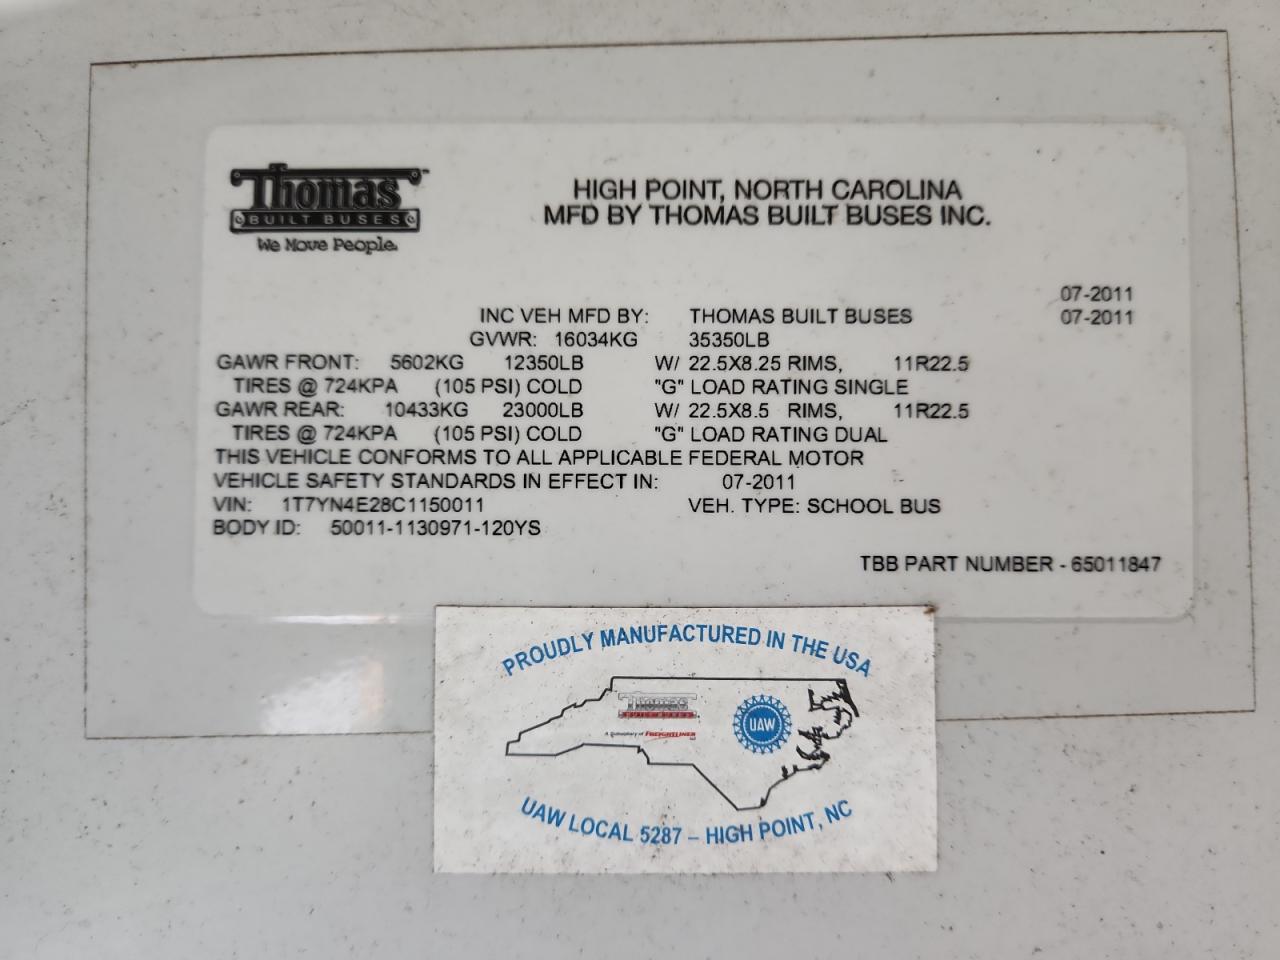 Thomas
BUILT BUSES
We Move People.
HIGH POINT, NORTH CAROLINA
MFD BY THOMAS BUILT BUSES INC.
07-2011
INC VEH MFD BY: THOMAS BUILT BUSES 07-2011
GVWR: 16034KG 35350LB
GAWR FRONT: 5602KG 12350LB W/ 22.5X8.25 RIMS, 11R22.5
TIRES @ 724KPA (105 PSI) COLD "G" LOAD RATING SINGLE
GAWR REAR: 10433KG 23000LB W/ 22.5X8.5 RIMS, 11R22.5
TIRES @ 724KPA (105 PSI) COLD "G" LOAD RATING DUAL
THIS VEHICLE CONFORMS TO ALL APPLICABLE FEDERAL MOTOR
VEHICLE SAFETY STANDARDS IN EFFECT IN: 07-2011
VIN: 1T7YN4E28C1150011 VEH. TYPE: SCHOOL BUS
BODY ID: 50011-1130971-120YS
TBB PART NUMBER - 65011847
PROUDLY MANUFACTURED IN THE USA
Thomas
BUILT BUSES
FREIGHTLINER
UAW
UAW LOCAL 5287 – HIGH POINT, NC